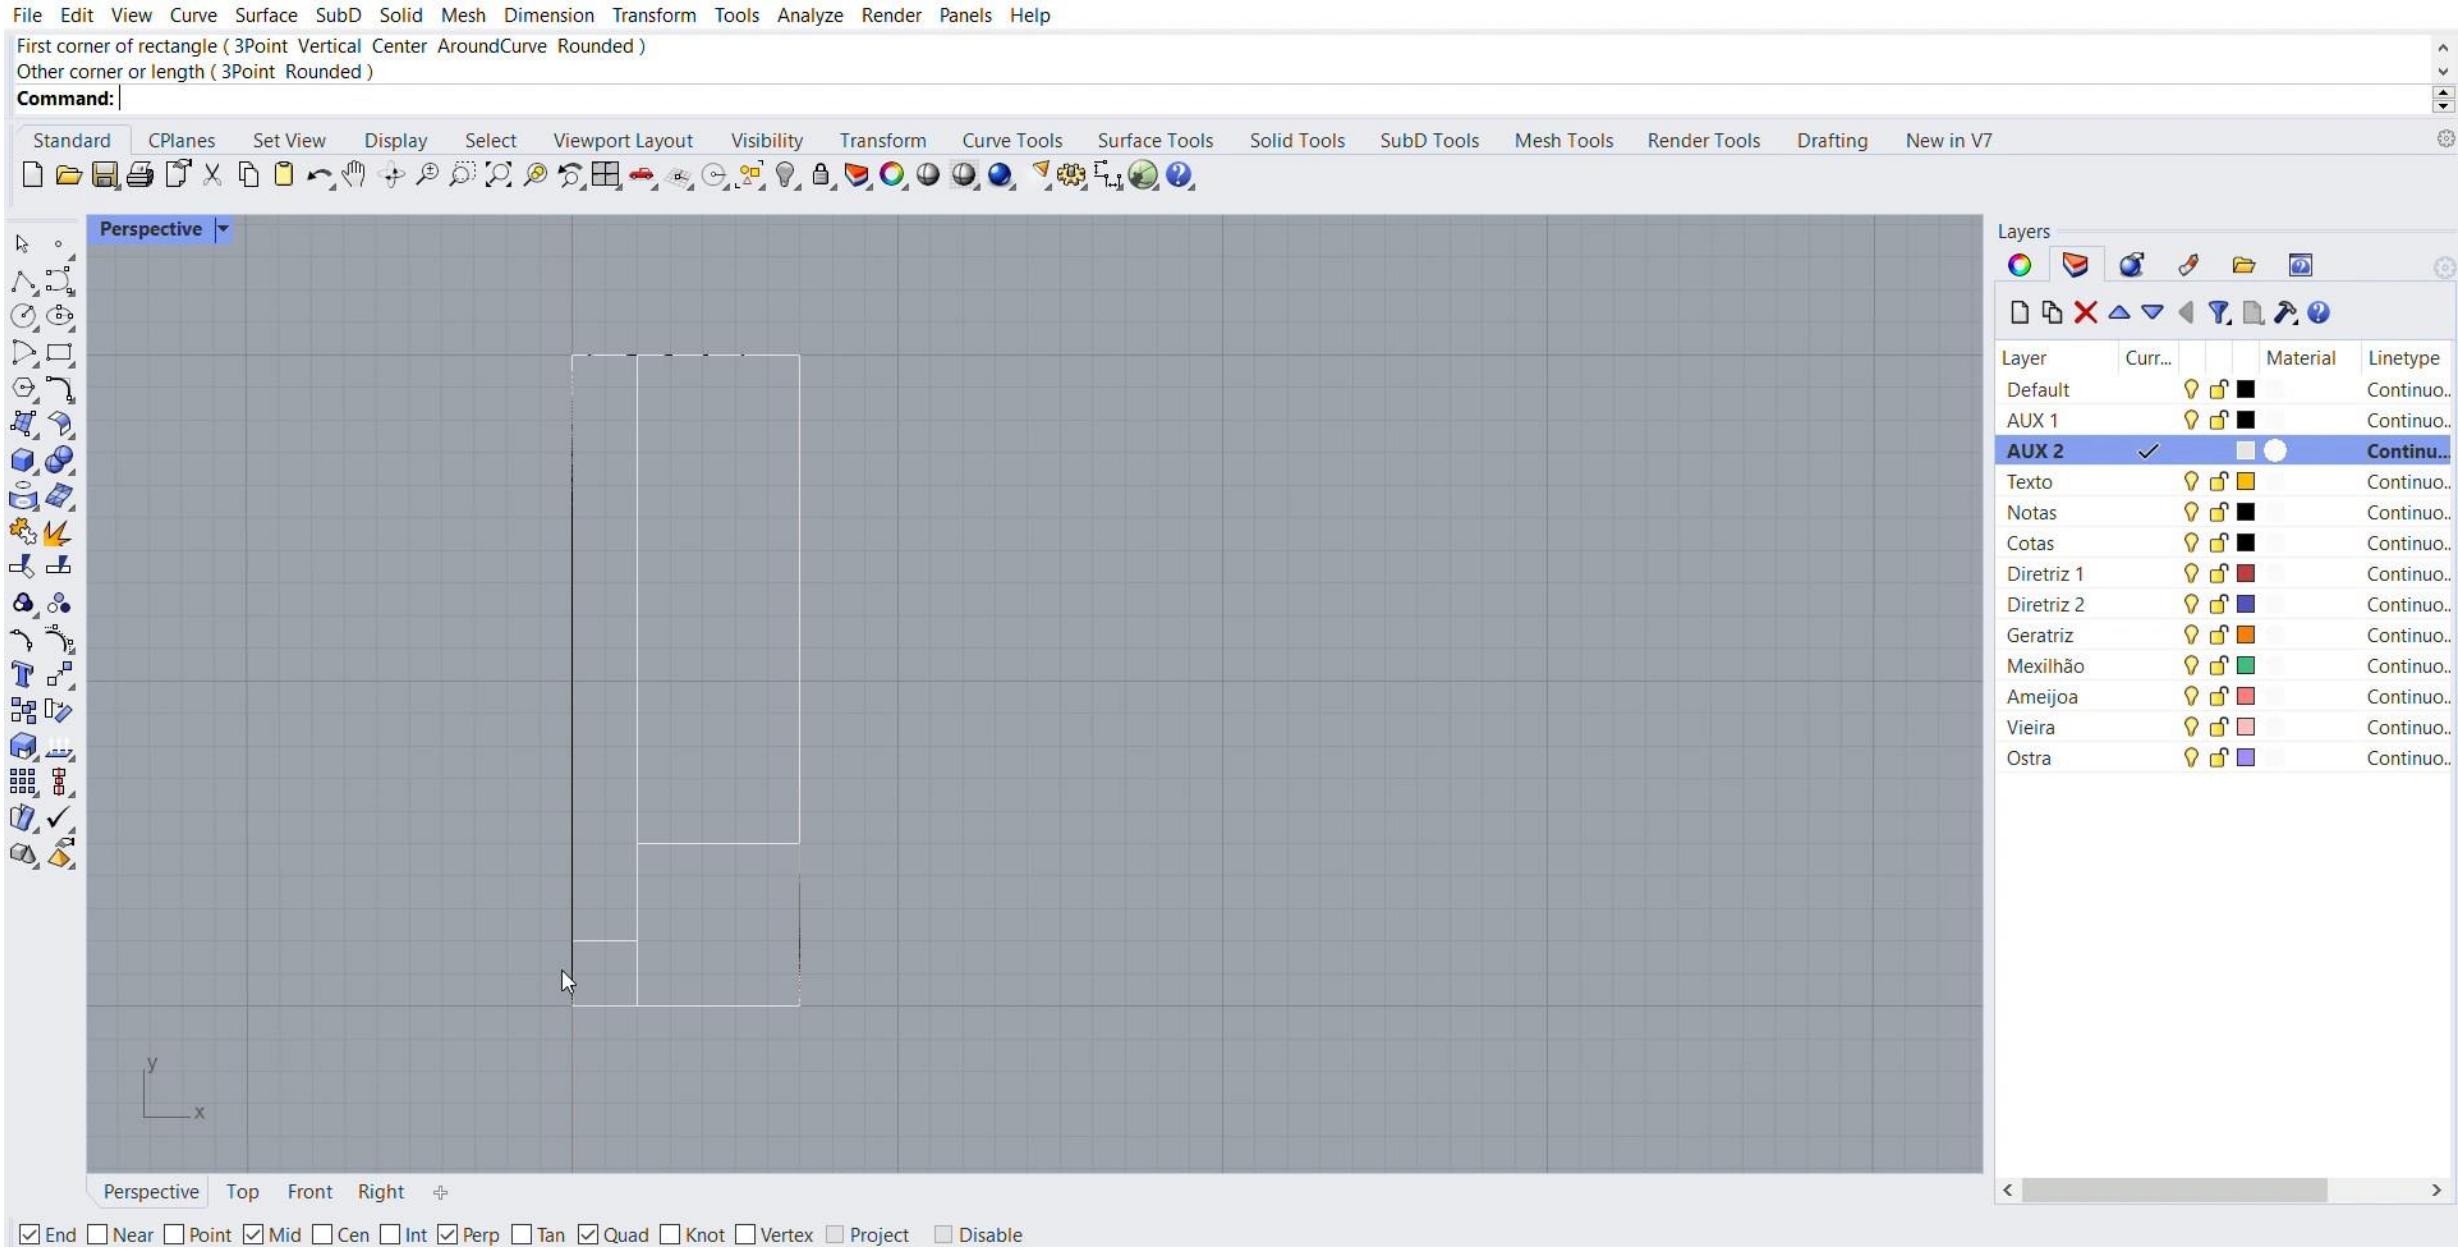 File Edit View Curve Surface SubD Solid Mesh Dimension Transform Tools Analyze Render Panels Help
First corner of rectangle ( 3Point Vertical Center AroundCurve Rounded )
Other corner or length ( 3Point Rounded )
Command:
Standard CPlanes Set View Display Select Viewport Layout Visibility Transform Curve Tools Surface Tools Solid Tools SubD Tools Mesh Tools Render Tools Drafting New in V7
Perspective
Layers
Layer Curr... Material Linetype
Default Continuo..
AUX 1 Continuo..
AUX 2 Continu...
Texto Continuo..
Notas Continuo..
Cotas Continuo..
Diretriz 1 Continuo..
Diretriz 2 Continuo..
Geratriz Continuo..
Mexilhão Continuo..
Ameijoa Continuo..
Vieira Continuo..
Ostra Continuo..
y
x
Perspective Top Front Right
End Near Point Mid Cen Int Perp Tan Quad Knot Vertex Project Disable